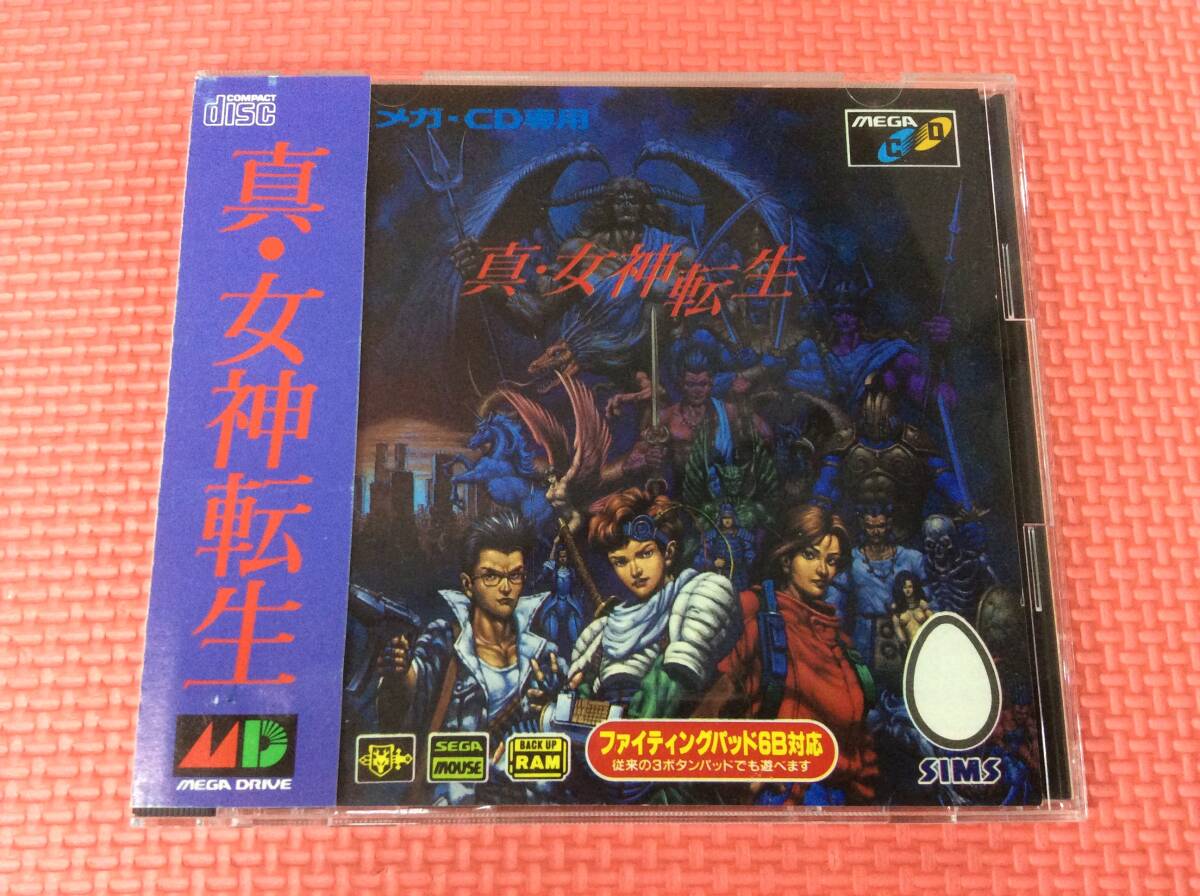 COMPACT
disc
真・女神転生
MEGA DRIVE
メガ-CD専用
MEGA
CD
真・女神転生
SEGA
MOUSE
BACK UP
RAM
ファイティングパッド6B対応
従来の3ボタンパッドでも遊べます
SIMS